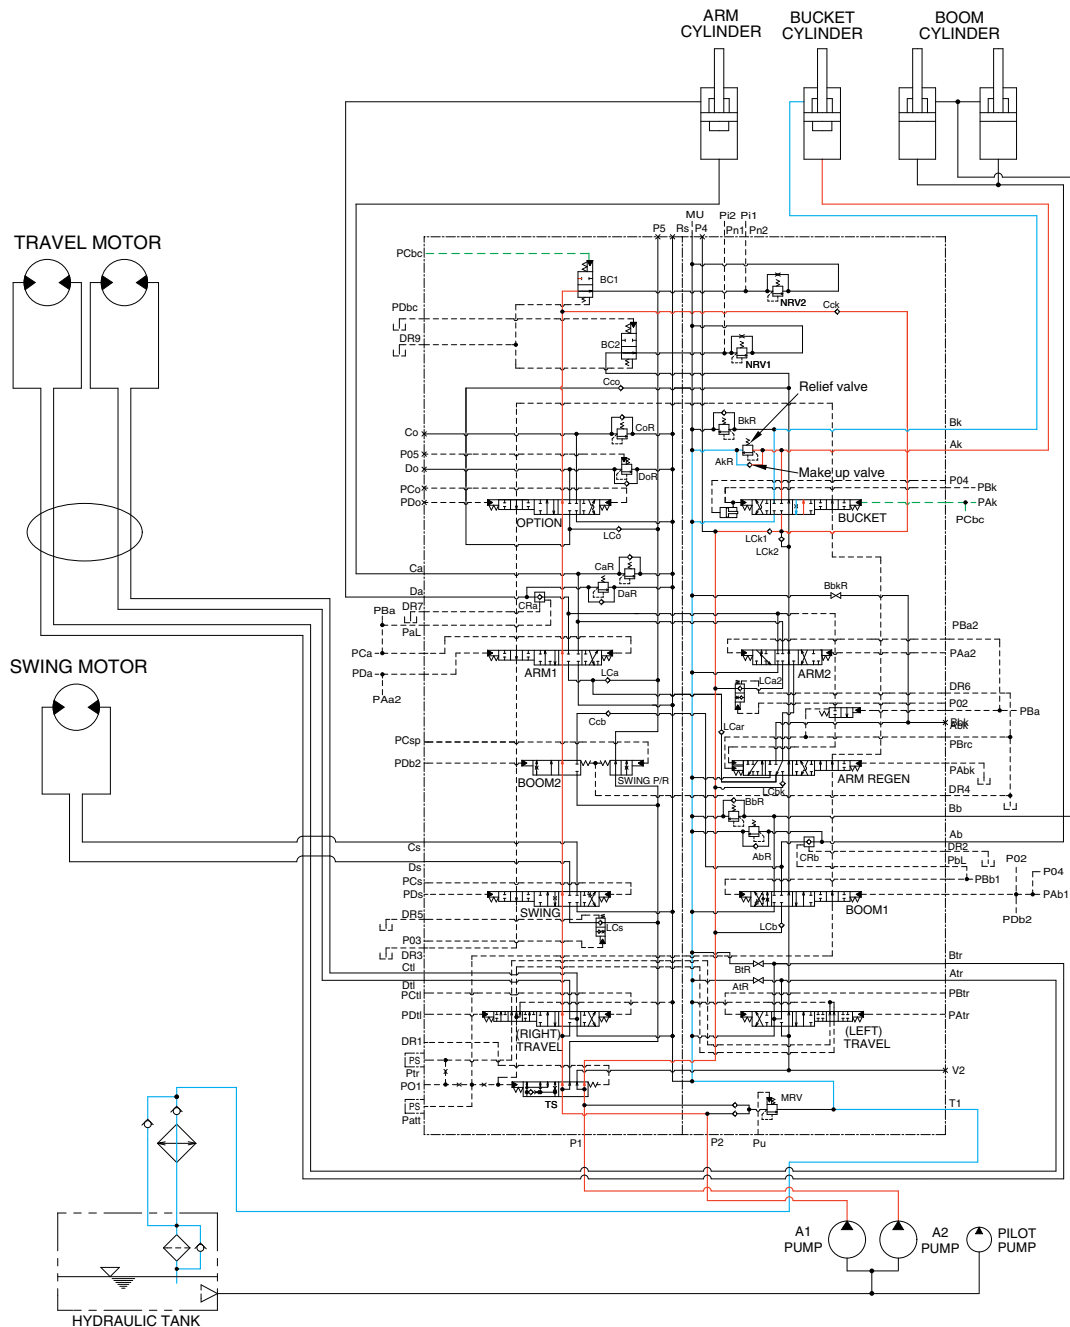 ARM
CYLINDER
BUCKET
CYLINDER
BOOM
CYLINDER
TRAVEL MOTOR
SWING MOTOR
MU
P5
Rs
P4
Pi2
Pi1
Pn1
Pn2
PCbc
BC1
NRV2
Cck
PDbc
DR9
BC2
NRV1
Cco
Relief valve
Co
CoR
BkR
Bk
Ak
P05
Do
DoR
AkR
Make up valve
P04
PBk
PCo
PDo
OPTION
BUCKET
PAk
PCbc
LCo
LCk1
LCk2
Ca
CaR
Da
DaR
BbkR
PBa
DR7
CRa
PaL
PBa2
PCa
PAa2
PDa
ARM1
LCa
LCa2
ARM2
PAa2
DR6
P02
PBa
Ccb
LCar
Bbk
Abk
PCsp
PBrc
PDb2
BOOM2
SWING P/R
ARM REGEN
PAbk
LCbk
DR4
BbR
Bb
Cs
AbR
CRb
Ab
DR2
Ds
PbL
P02
P04
PCs
PBb1
PDs
SWING
BOOM1
PAb1
PDb2
DR5
LCs
LCb
P03
DR3
Ctl
BtR
Btr
Dtl
AtR
Atr
PCtl
PBtr
PDtl
(RIGHT)
TRAVEL
(LEFT)
TRAVEL
PAtr
DR1
PS
Ptr
PO1
V2
PS
TS
MRV
T1
Patt
P1
P2
Pu
A1
PUMP
A2
PUMP
PILOT
PUMP
HYDRAULIC TANK